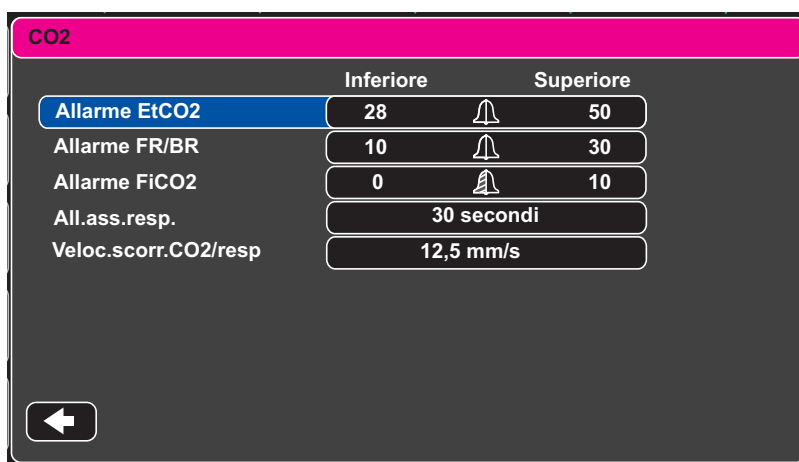 CO2
Inferiore Superiore
Allarme EtCO2 28 50
Allarme FR/BR 10 30
Allarme FiCO2 0 10
All.ass.resp. 30 secondi
Veloc.scorr.CO2/resp 12,5 mm/s